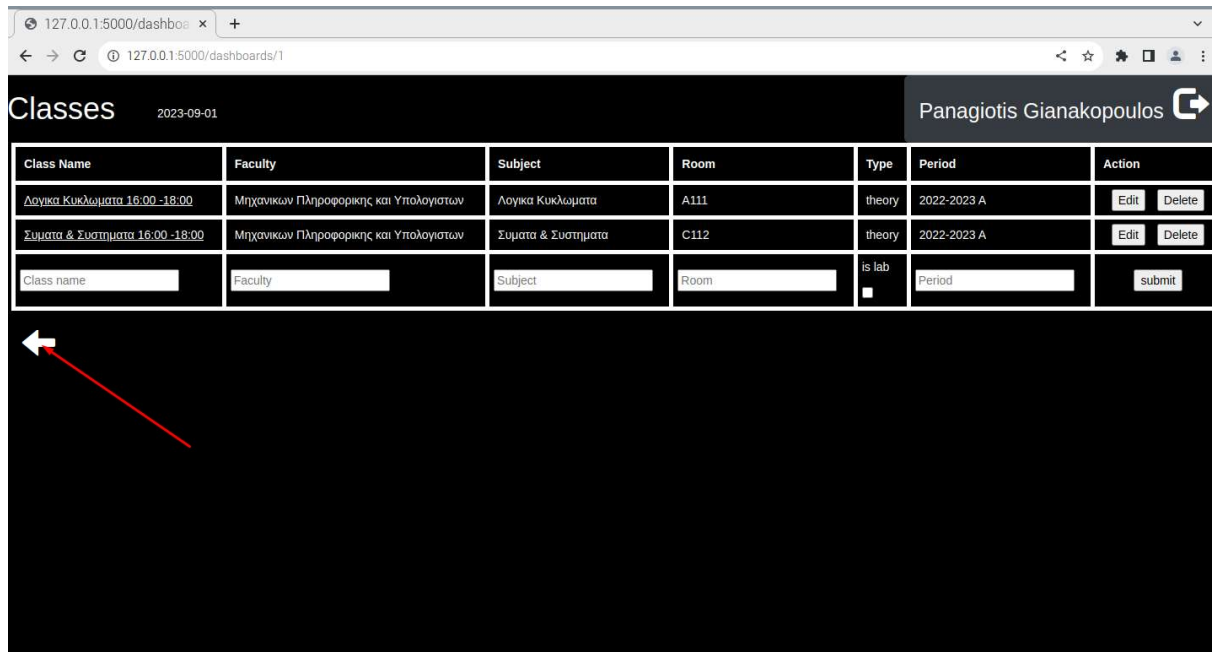 127.0.0.1:5000/dashboa
127.0.0.1:5000/dashboards/1
Classes 2023-09-01 Panagiotis Gianakopoulos
Class Name Faculty Subject Room Type Period Action
Λογικα Κυκλωματα 16:00 -18:00 Μηχανικων Πληροφορικης και Υπολογιστων Λογικα Κυκλωματα A111 theory 2022-2023 A Edit Delete
Συματα & Συστηματα 16:00 -18:00 Μηχανικων Πληροφορικης και Υπολογιστων Συματα & Συστηματα C112 theory 2022-2023 A Edit Delete
Class name Faculty Subject Room is lab Period submit